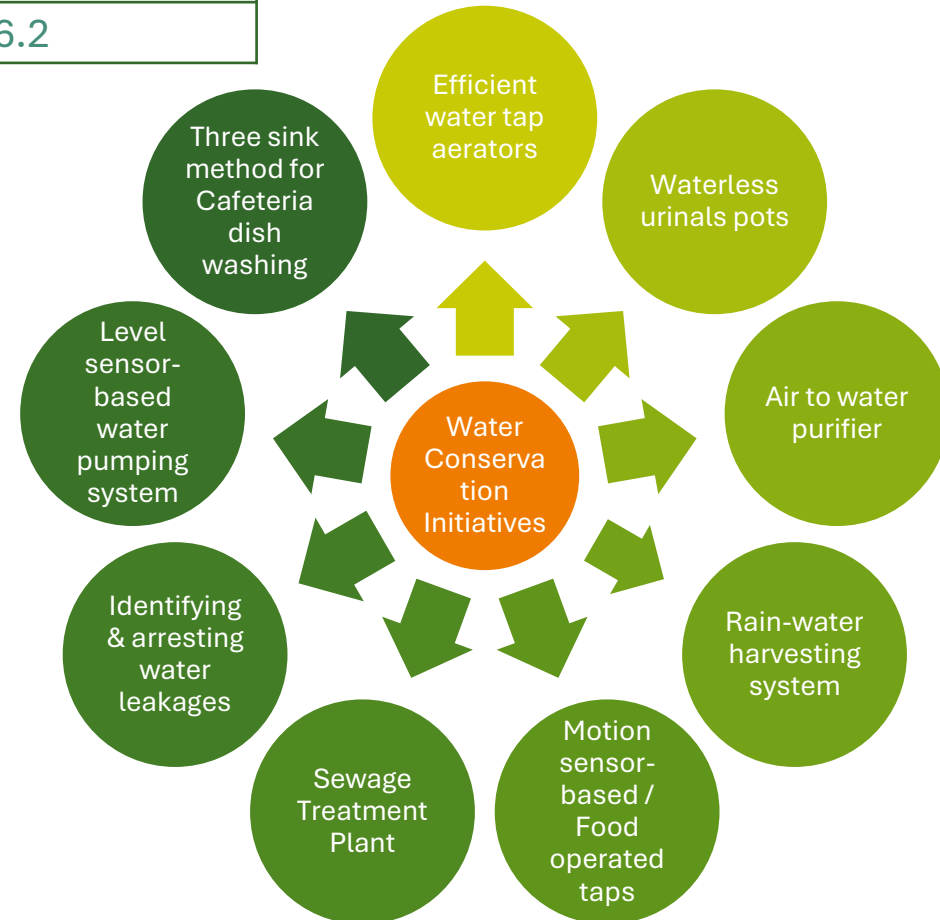 6.2
Efficient
water tap
aerators
Waterless
urinals pots
Air to water
purifier
Rain-water
harvesting
system
Motion
sensor-
based /
Food
operated
taps
Sewage
Treatment
Plant
Identifying
& arresting
water
leakages
Level
sensor-
based
water
pumping
system
Three sink
method for
Cafeteria
dish
washing
Water
Conserva
tion
Initiatives